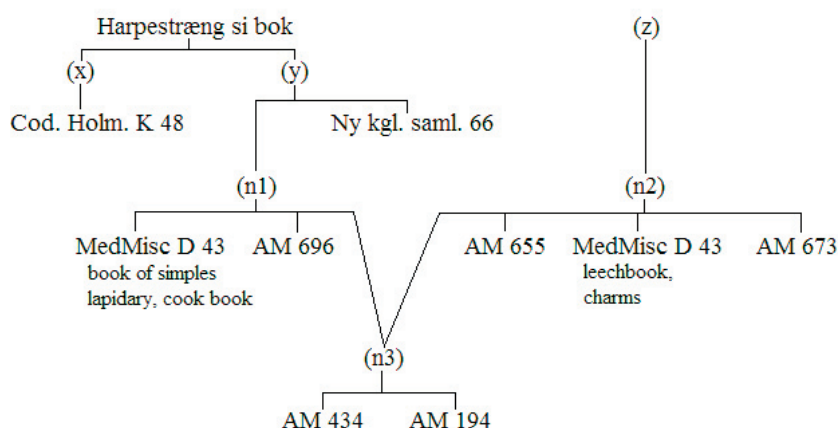 Harpestræng si bok
(z)
(x)
(y)
Cod. Holm. K 48
Ny kgl. saml. 66
(n1)
(n2)
MedMisc D 43
book of simples
lapidary, cook book
AM 696
AM 655
MedMisc D 43
leechbook,
charms
AM 673
(n3)
AM 434
AM 194